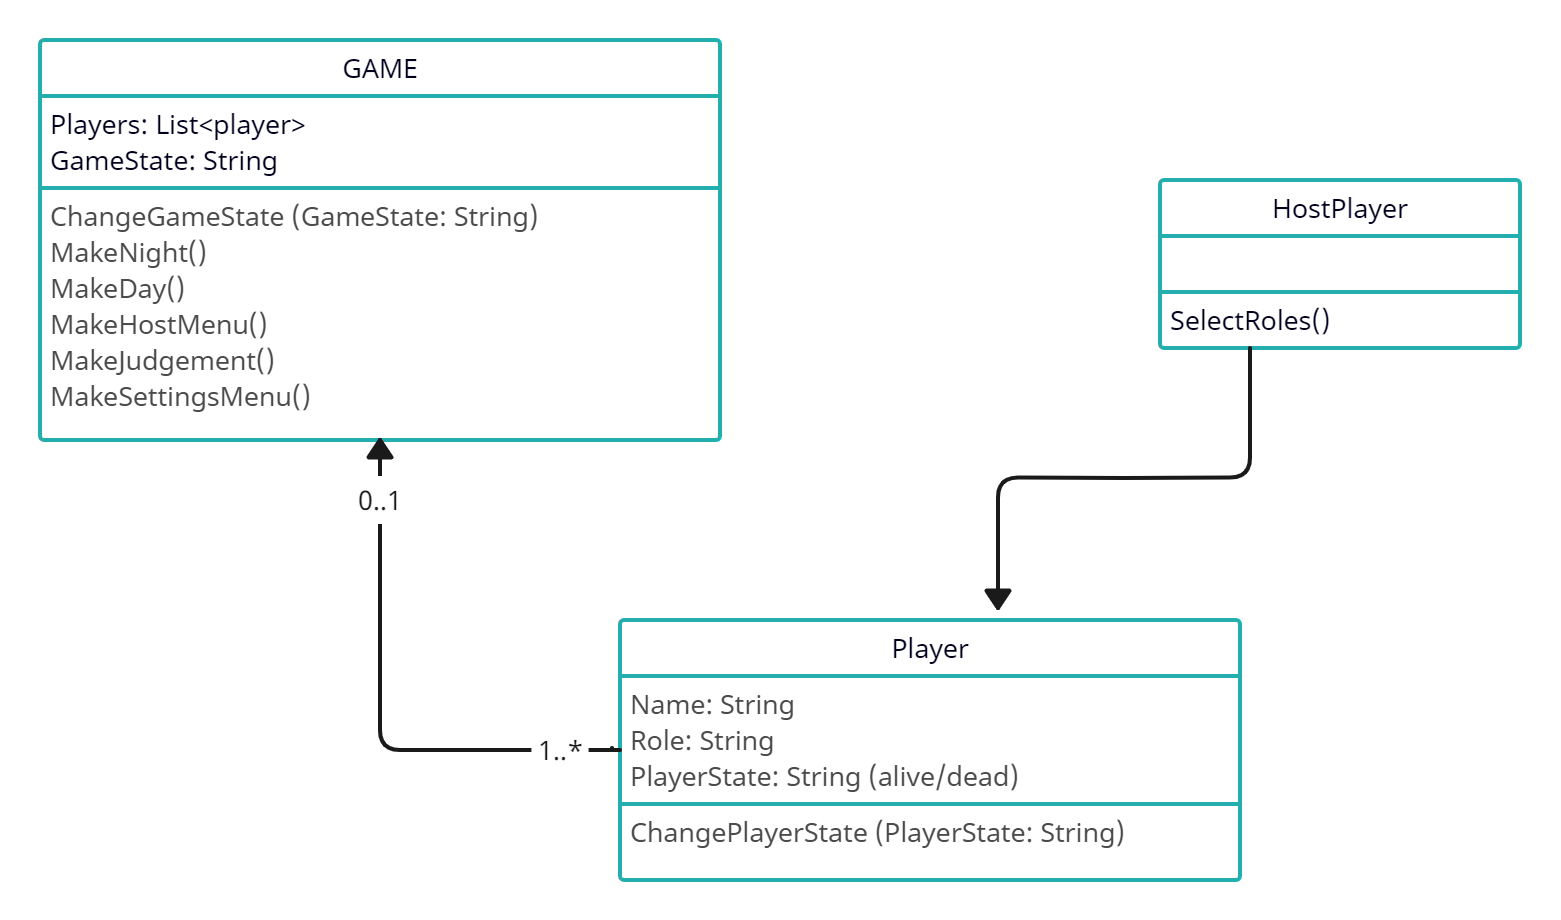 GAME
Players: List<player>
GameState: String
ChangeGameState (GameState: String)
MakeNight()
MakeDay()
MakeHostMenu()
MakeJudgement()
MakeSettingsMenu()
HostPlayer
SelectRoles()
0..1
1..*
Player
Name: String
Role: String
PlayerState: String (alive/dead)
ChangePlayerState (PlayerState: String)